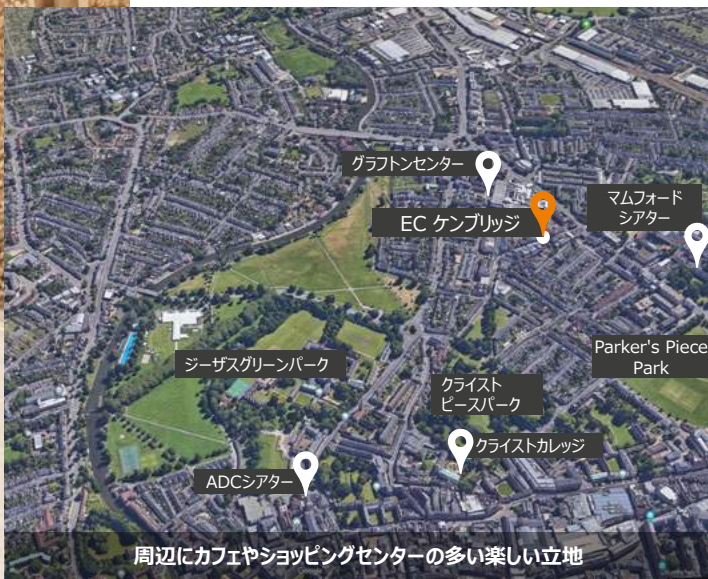 グラフトンセンター
EC ケンブリッジ
マムフォード
シアター
Parker's Piece
Park
ジーザスグリーンパーク
クライスト
ピースパーク
クライストカレッジ
ADCシアター
周辺にカフェやショッピングセンターの多い楽しい立地